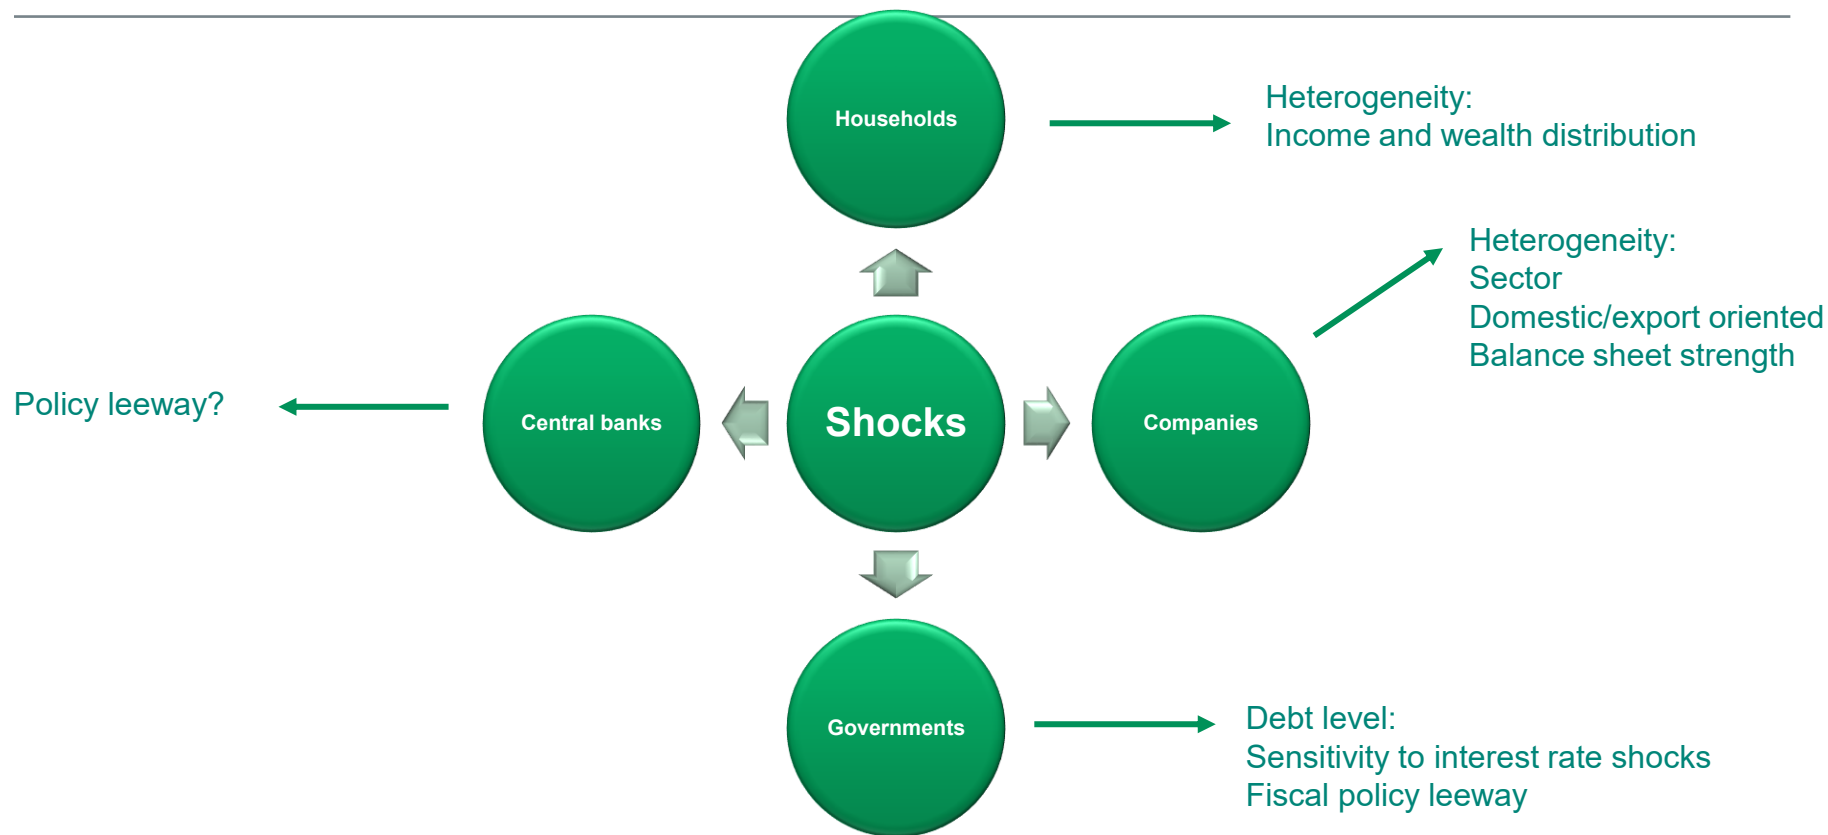 Households
Heterogeneity:
Income and wealth distribution
Heterogeneity:
Sector
Domestic/export oriented
Balance sheet strength
Policy leeway?
Central banks
Shocks
Companies
Governments
Debt level:
Sensitivity to interest rate shocks
Fiscal policy leeway